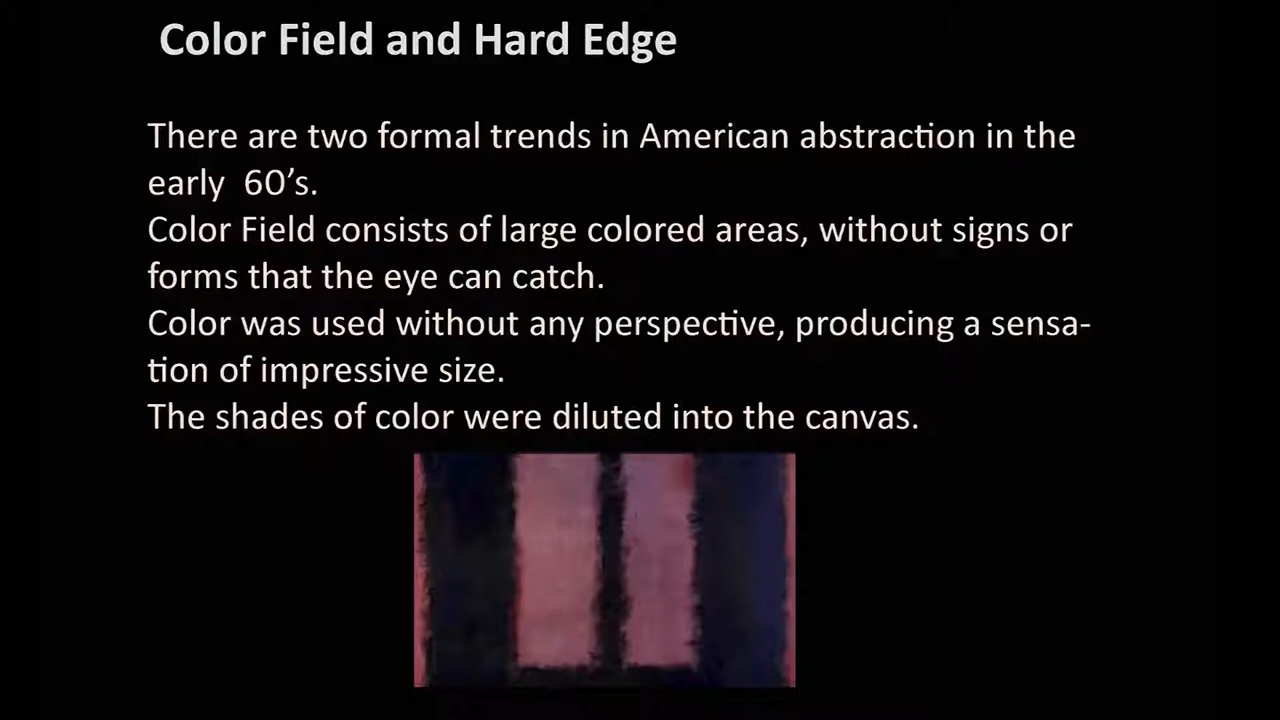 Color Field and Hard Edge
There are two formal trends in American abstraction in the
early  60’s.
Color Field consists of large colored areas, without signs or
forms that the eye can catch.
Color was used without any perspective, producing a sensa-
tion of impressive size.
The shades of color were diluted into the canvas.